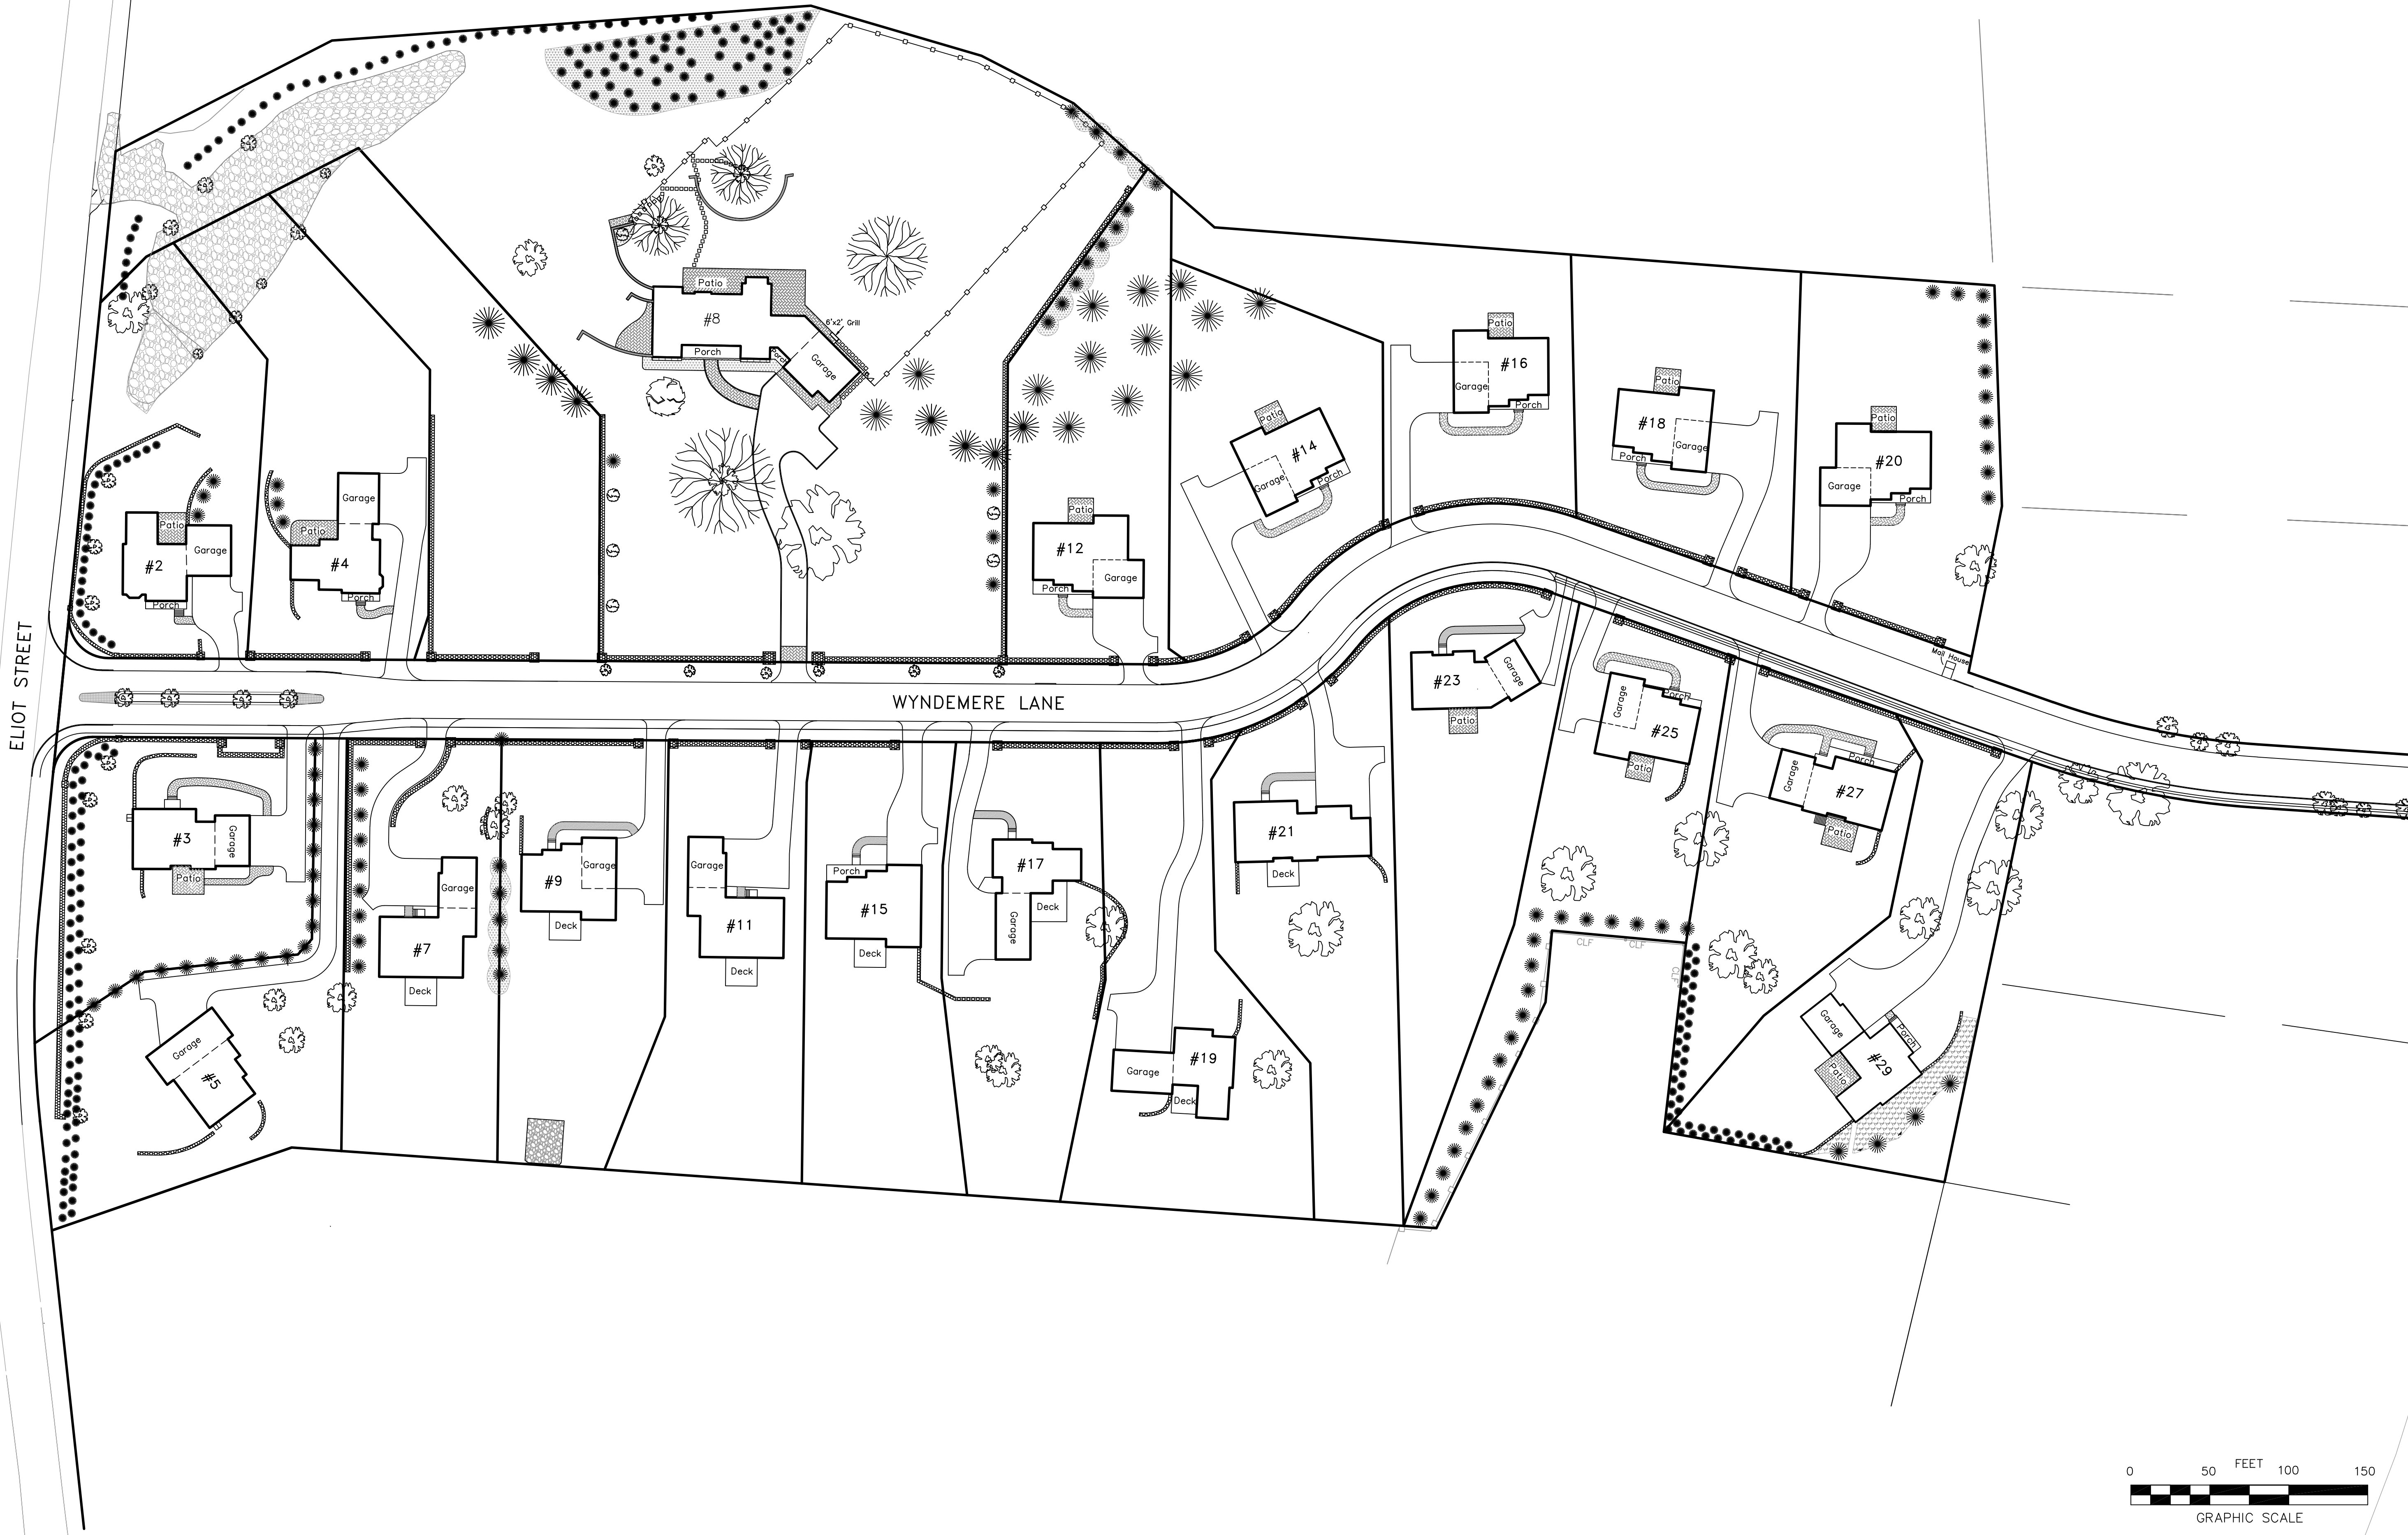 Patio
#8
6'x2' Grill
Porch
Porch
Garage
Patio
#16
Garage
Porch
Patio
#18
Garage
Porch
Patio
#20
Garage
Porch
Patio
#14
Garage
Porch
Patio
#12
Garage
Porch
Patio
Garage
#2
Porch
Garage
Patio
#4
Porch
ELIOT STREET
WYNDEMERE LANE
Mail House
#23
Garage
Patio
Garage
Porch
#25
Patio
Porch
Garage
#27
Patio
#3
Garage
Patio
Garage
#7
Deck
#9
Garage
Deck
Garage
#11
Deck
Porch
#15
Deck
#17
Deck
Garage
#21
Deck
CLF
CLF
CLF
Garage
#5
Garage
#19
Deck
Garage
Porch
Patio
#29
FEET
0 50 100 150
GRAPHIC SCALE